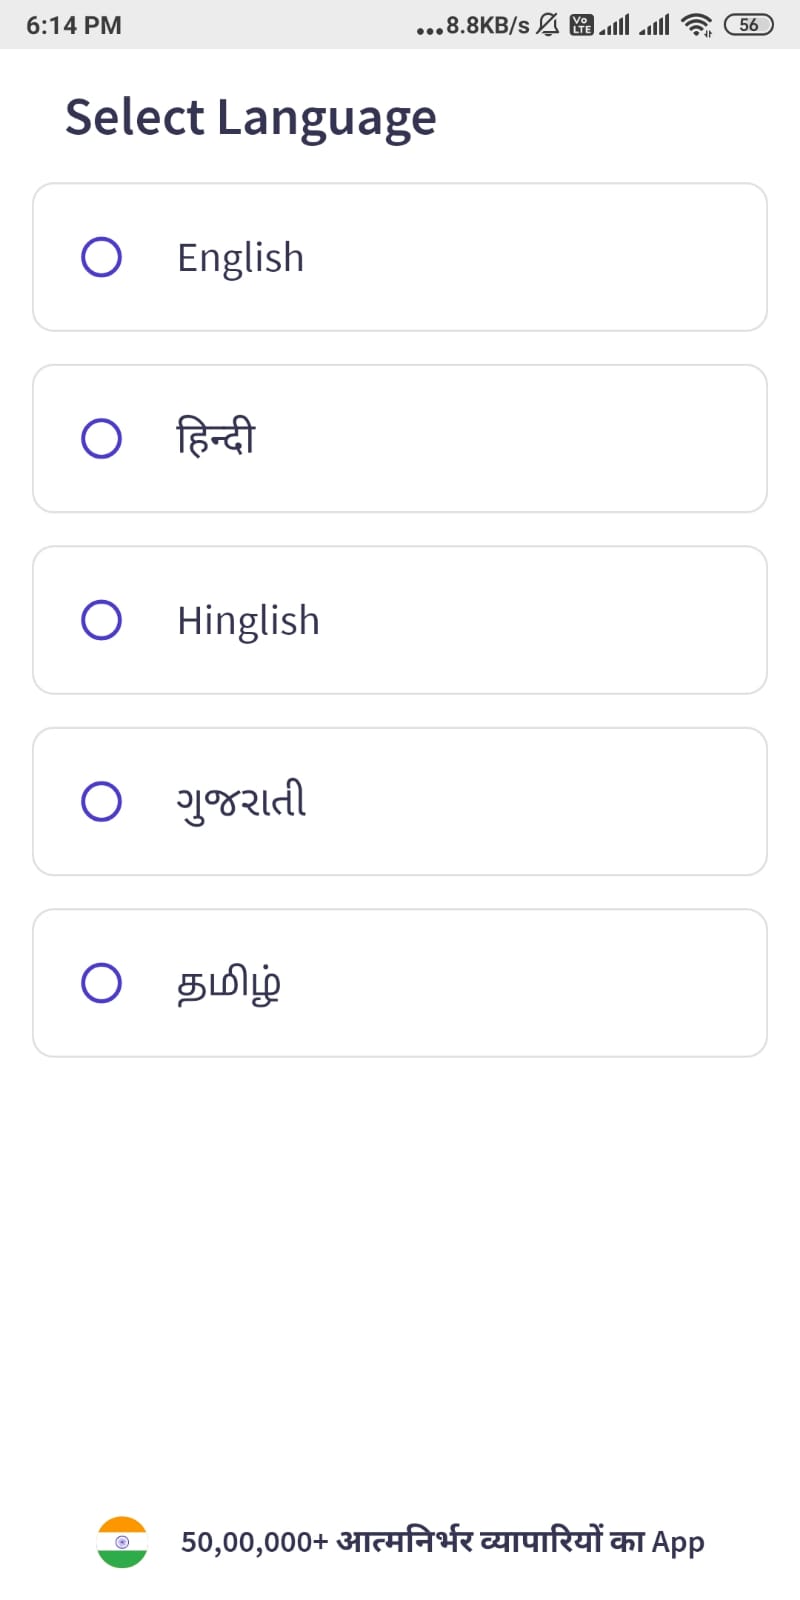 6:14 PM ...8.8KB/s Vo LTE 56
Select Language
English
हिन्दी
Hinglish
ગુજરાતી
தமிழ்
50,00,000+ आत्मनिर्भर व्यापारियों का App